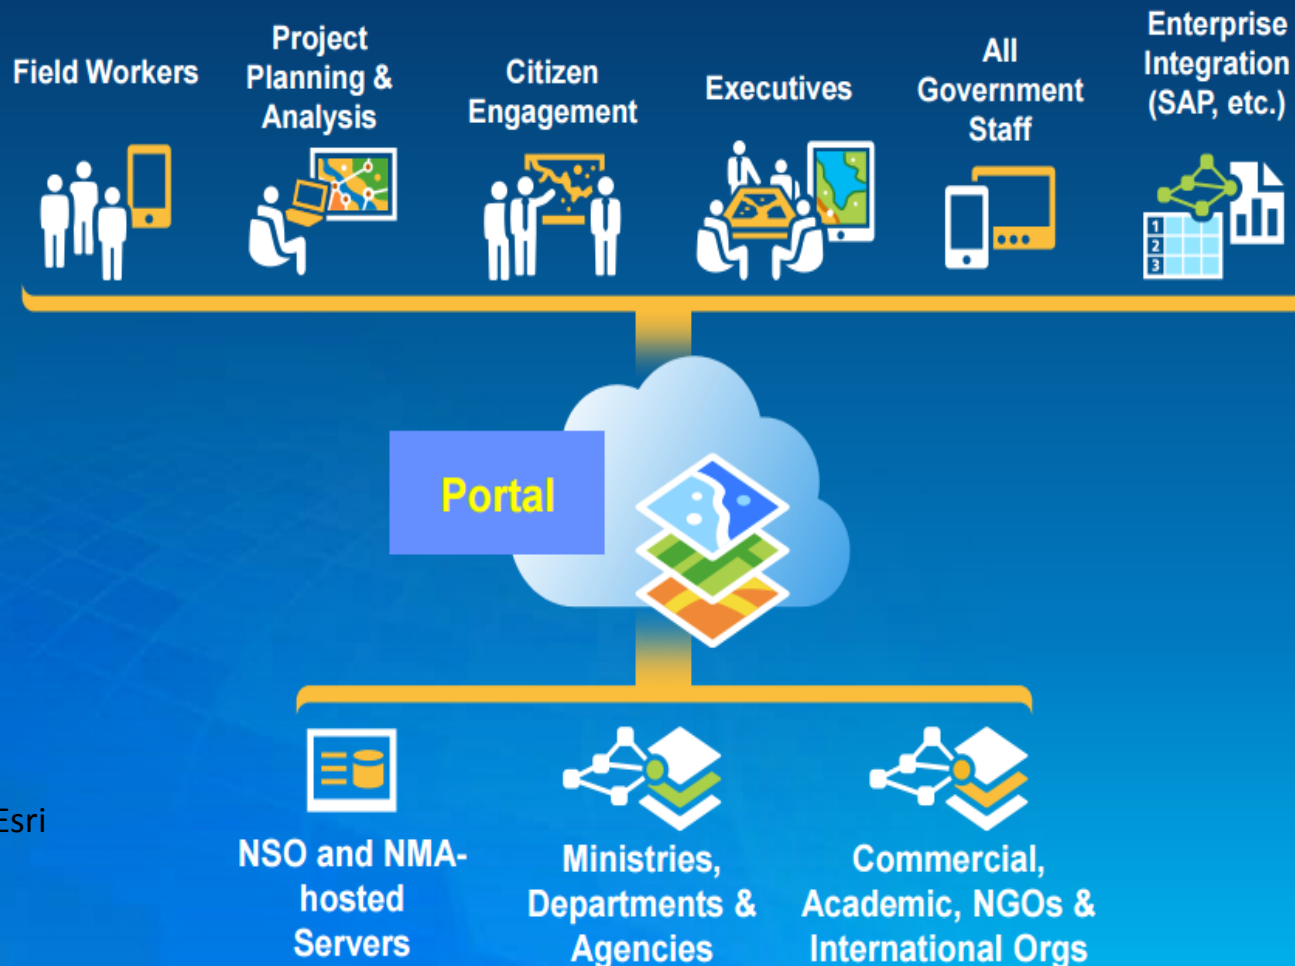 Field Workers
Project
Planning &
Analysis
Citizen
Engagement
Executives
All
Government
Staff
Enterprise
Integration
(SAP, etc.)
1
2
3
Portal
Esri
NSO and NMA-
hosted
Servers
Ministries,
Departments &
Agencies
Commercial,
Academic, NGOs &
International Orgs